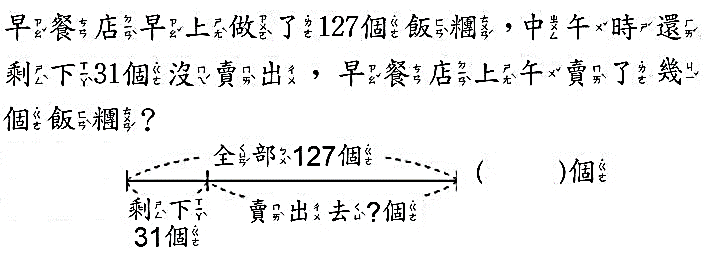 早餐店早上做了127個飯糰，中午時還
剩下31個沒賣出，早餐店上午賣了幾
個飯糰？
全部127個
( )個
剩下 賣出去?個
31個